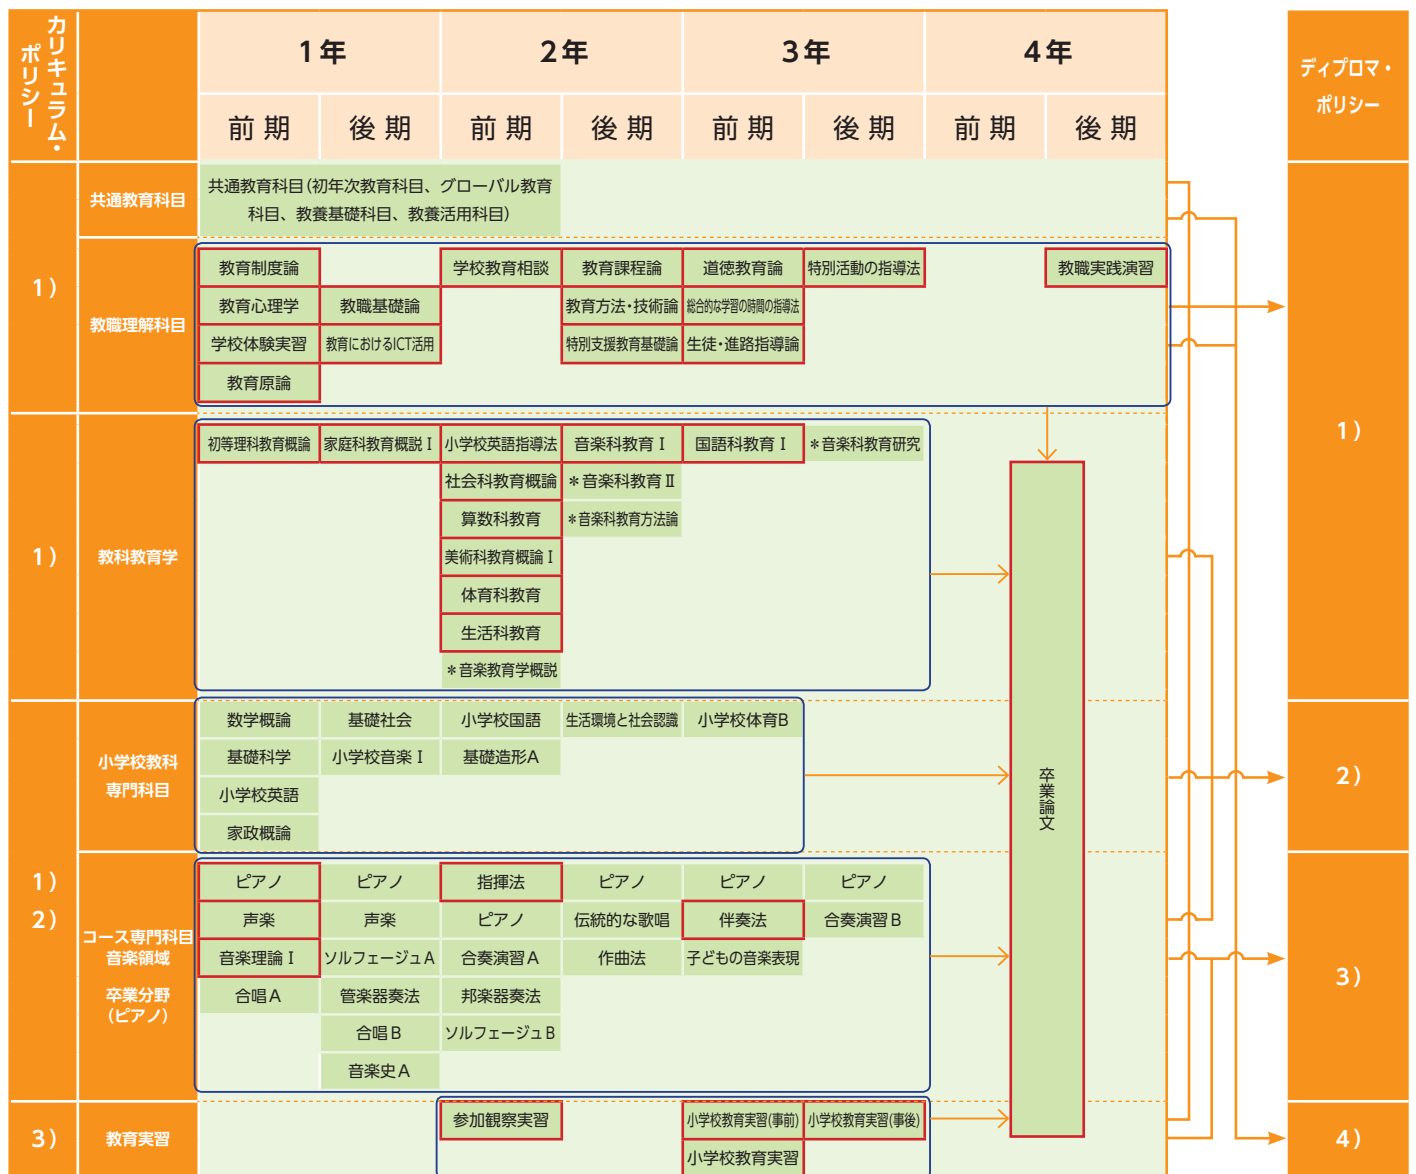 カリキュラム・
ポリシー
1年
2年
3年
4年
ディプロマ・
ポリシー
前期
後期
前期
後期
前期
後期
前期
後期
1）
共通教育科目
共通教育科目（初年次教育科目、グローバル教育
科目、教養基礎科目、教養活用科目）
教職理解科目
教育制度論
学校教育相談
教育課程論
道徳教育論
特別活動の指導法
教職実践演習
教育心理学
教職基礎論
教育方法・技術論
総合的な学習の時間の指導法
学校体験実習
教育におけるICT活用
特別支援教育基礎論
生徒・進路指導論
教育原論
1）
1）
教科教育学
初等理科教育概論
家庭科教育概説Ⅰ
小学校英語指導法
音楽科教育Ⅰ
国語科教育Ⅰ
＊音楽科教育研究
社会科教育概論
＊音楽科教育Ⅱ
算数科教育
＊音楽科教育方法論
美術科教育概論Ⅰ
体育科教育
生活科教育
＊音楽教育学概説
卒業論文
1）
2）
小学校教科
専門科目
数学概論
基礎社会
小学校国語
生活環境と社会認識
小学校体育B
基礎科学
小学校音楽Ⅰ
基礎造形A
小学校英語
家政概論
2）
コース専門科目
音楽領域
卒業分野
（ピアノ）
ピアノ
ピアノ
指揮法
ピアノ
ピアノ
ピアノ
声楽
声楽
ピアノ
伝統的な歌唱
伴奏法
合奏演習B
音楽理論Ⅰ
ソルフェージュA
合奏演習A
作曲法
子どもの音楽表現
合唱A
管楽器奏法
邦楽器奏法
合唱B
ソルフェージュB
音楽史A
3）
3）
教育実習
参加観察実習
小学校教育実習(事前)
小学校教育実習(事後)
小学校教育実習
4）